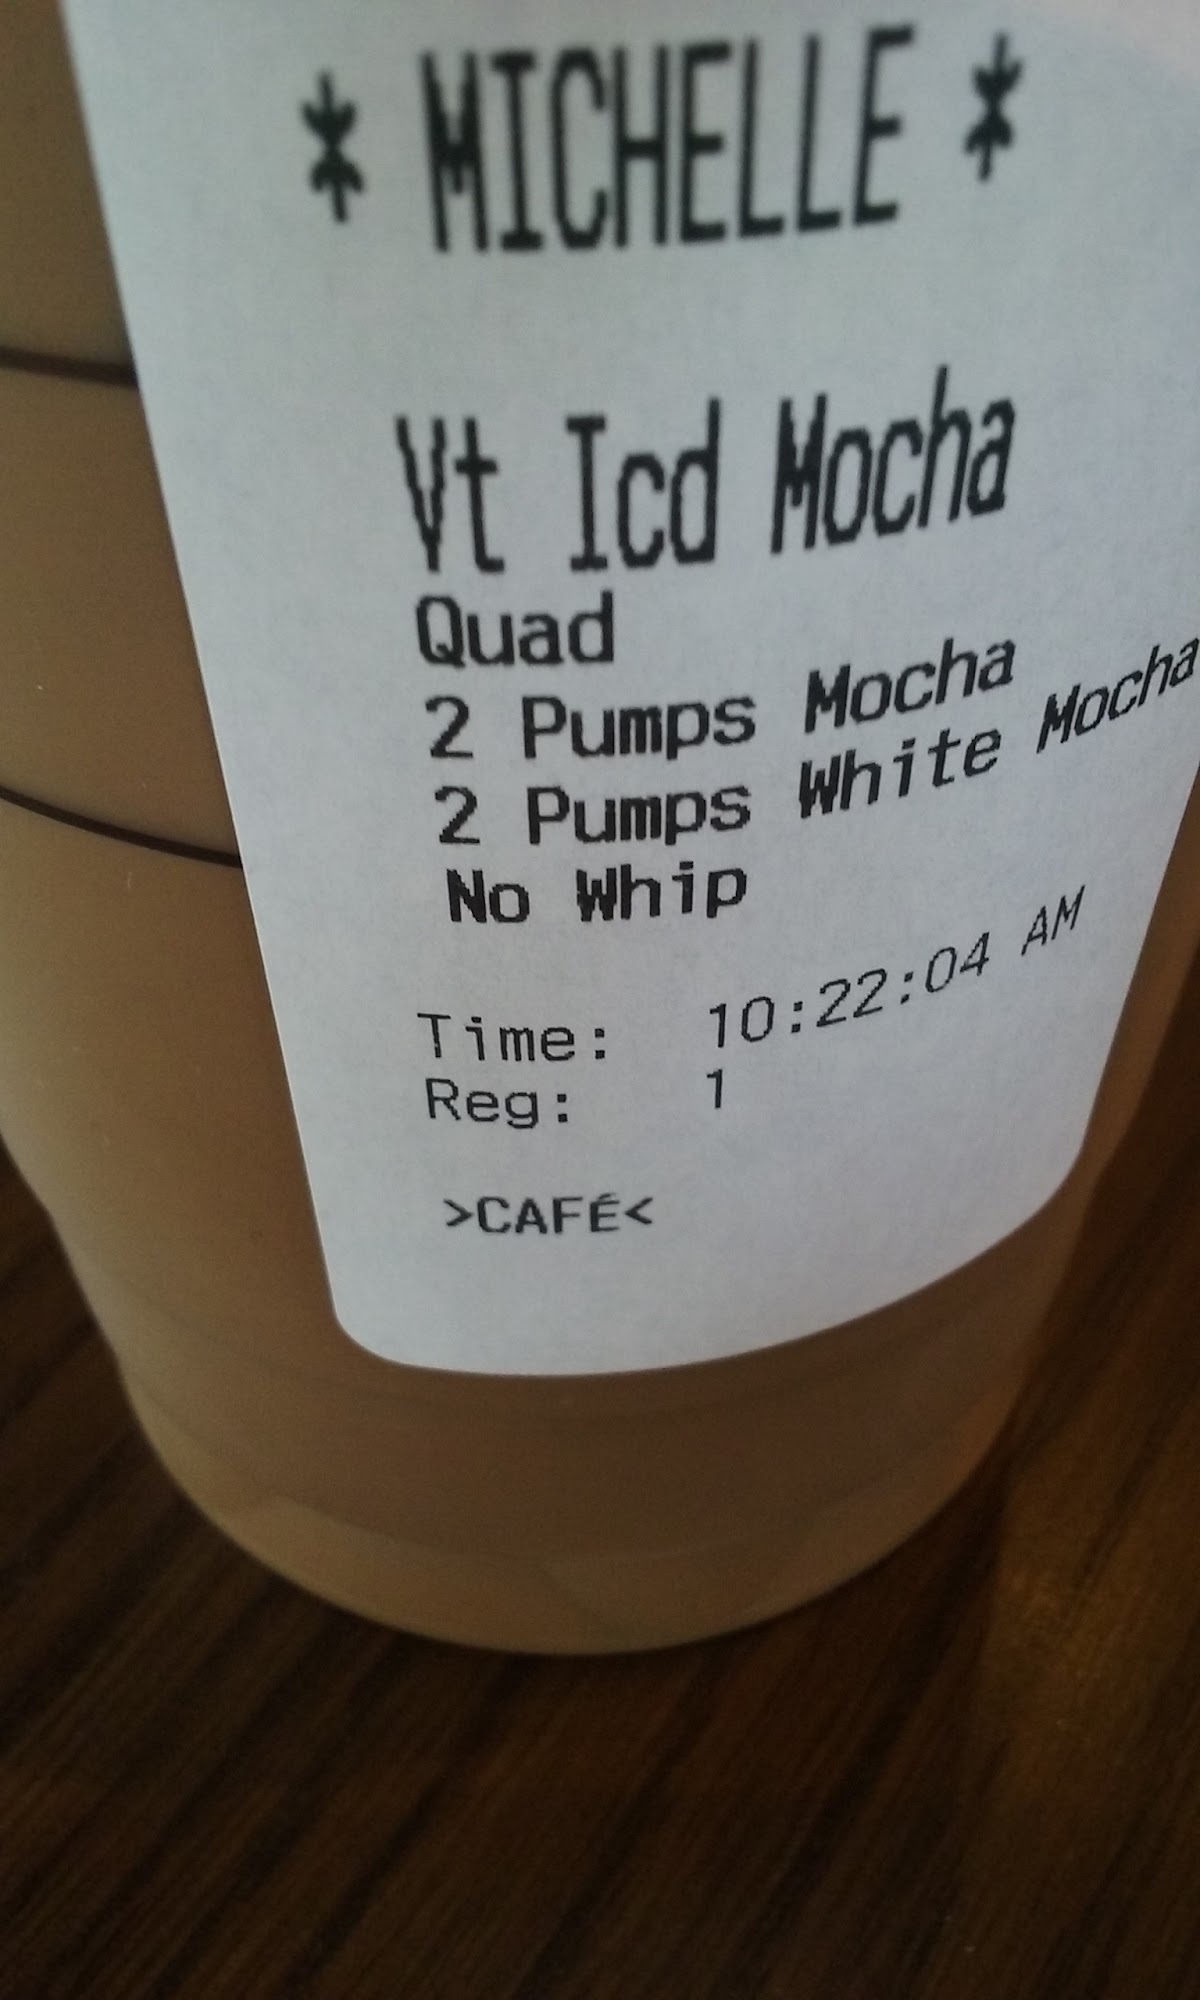 * MICHELLE *
Vt Icd Mocha
Quad
2 Pumps Mocha
2 Pumps White Mocha
No Whip
Time: 10:22:04 AM
Reg: 1
>CAFÉ<